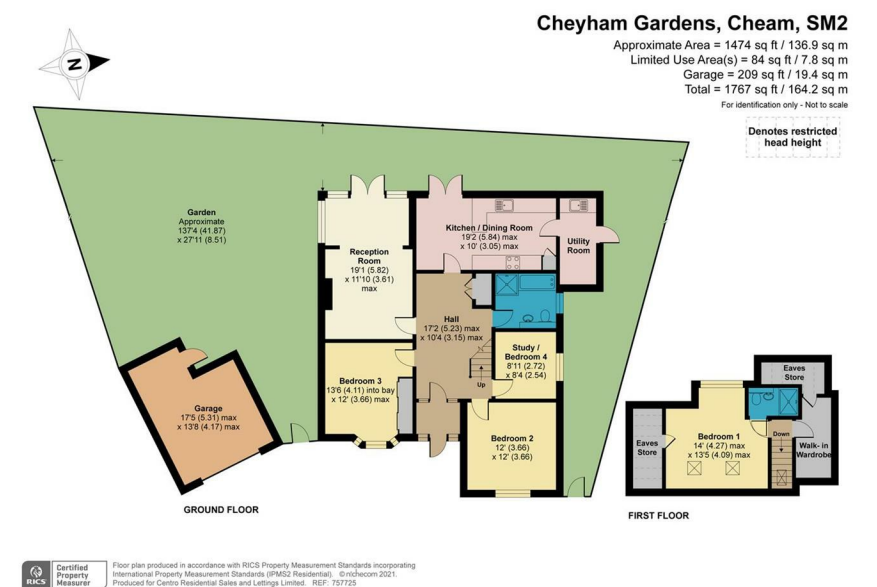 Cheyham Gardens, Cheam, SM2
Approximate Area = 1474 sq ft / 136.9 sq m
Limited Use Area(s) = 84 sq ft / 7.8 sq m
Garage = 209 sq ft / 19.4 sq m
Total = 1767 sq ft / 164.2 sq m
For identification only - Not to scale
Denotes restricted
head height
N
Garden
Approximate
137'4 (41.87)
x 27'11 (8.51)
Reception
Room
19'1 (5.82)
x 11'10 (3.61)
max
Kitchen / Dining Room
19'2 (5.84) max
x 10' (3.05) max
Utility
Room
Hall
17'2 (5.23) max
x 10'4 (3.15) max
Up
Study /
Bedroom 4
8'11 (2.72)
x 8'4 (2.54)
Bedroom 3
13'6 (4.11) into bay
x 12' (3.66) max
Bedroom 2
12' (3.66)
x 12' (3.66)
Garage
17'5 (5.31) max
x 13'8 (4.17) max
GROUND FLOOR
Eaves
Store
Bedroom 1
14' (4.27) max
x 13'5 (4.09) max
Down
Eaves
Store
Walk- in
Wardrobe
FIRST FLOOR
RICS
Certified
Property
Measurer
Floor plan produced in accordance with RICS Property Measurement Standards incorporating
International Property Measurement Standards (IPMS2 Residential). © nichecom 2021.
Produced for Centro Residential Sales and Lettings Limited. REF: 757725